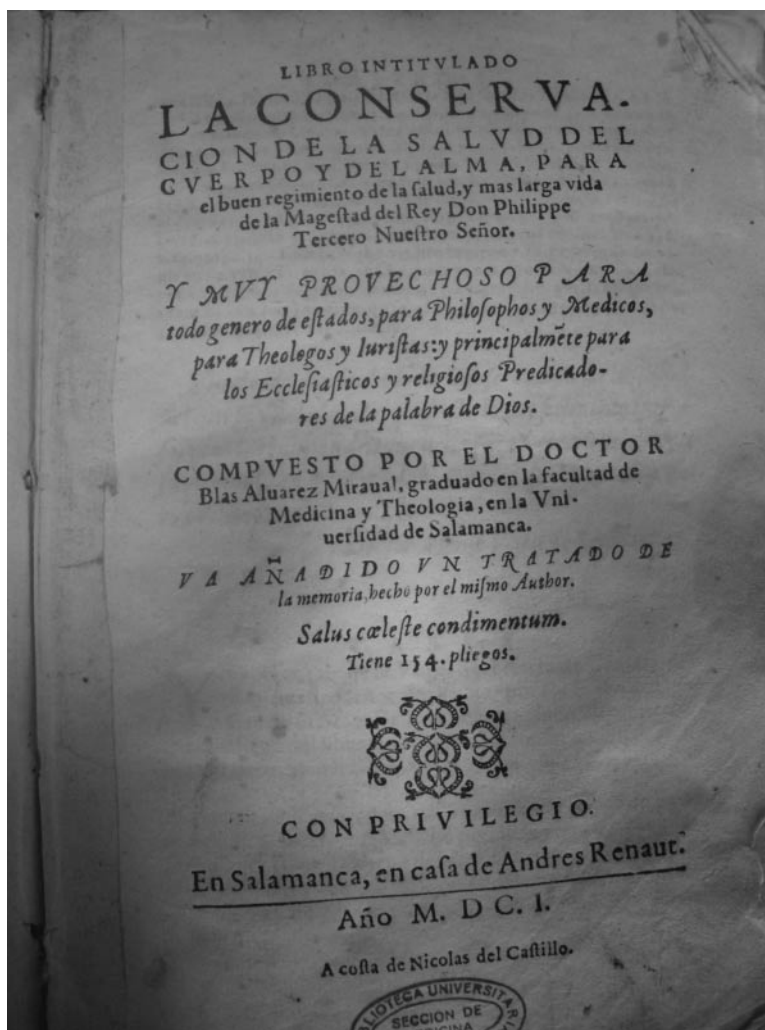 LIBRO INTITVLADO
LA CONSERVA.
CION DE LA SALVD DEL
CVERPO Y DEL ALMA, PARA
el buen regimiento de la ſalud, y mas larga vida
de la Mageſtad del Rey Don Philippe
Tercero Nueſtro Señor.
Y MVY PROVECHOSO PARA
todo genero de eſtados, para Philoſophos y Medicos,
para Theologos y Iuriſtas: y principalmẽte para
los Eccleſiaſticos y religioſos Predicado-
res de la palabra de Dios.
COMPVESTO POR EL DOCTOR
Blas Aluarez Miraual, graduado en la facultad de
Medicina y Theologia, en la Vni-
uerſidad de Salamanca.
VA AÑADIDO VN TRATADO DE
la memoria, hecho por el miſmo Author.
Salus cœleſte condimentum.
Tiene 154. pliegos.
CON PRIVILEGIO.
En Salamanca, en caſa de Andres Renaut.
Año M. D C. I.
A coſta de Nicolas del Caſtillo.
BIBLIOTECA UNIVERSITARIA
SECCION DE
MEDICINA